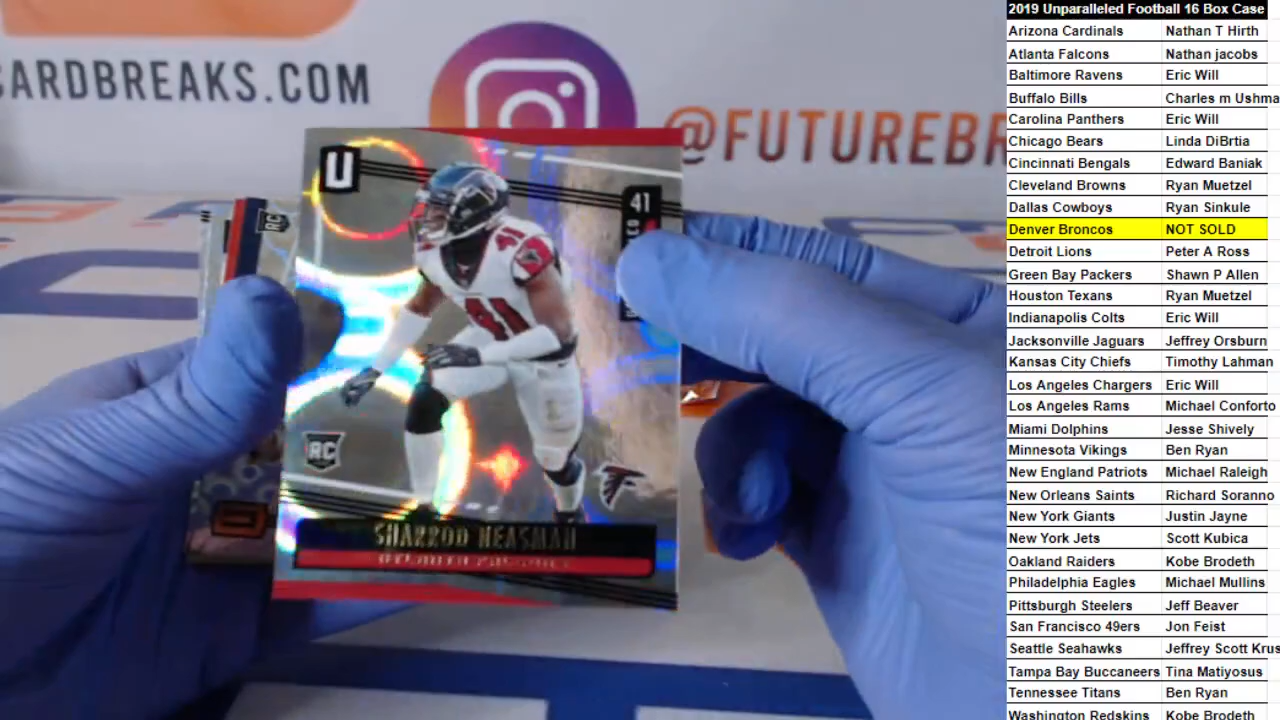 CARDBREAKS.COM
@FUTUREBR
U
41
RC
RC
41
SHARROD NEASMAN
U
2019 Unparalleled Football 16 Box Case
Arizona Cardinals Nathan T Hirth
Atlanta Falcons Nathan jacobs
Baltimore Ravens Eric Will
Buffalo Bills Charles m Ushma
Carolina Panthers Eric Will
Chicago Bears Linda DiBrtia
Cincinnati Bengals Edward Baniak
Cleveland Browns Ryan Muetzel
Dallas Cowboys Ryan Sinkule
Denver Broncos NOT SOLD
Detroit Lions Peter A Ross
Green Bay Packers Shawn P Allen
Houston Texans Ryan Muetzel
Indianapolis Colts Eric Will
Jacksonville Jaguars Jeffrey Orsburn
Kansas City Chiefs Timothy Lahman
Los Angeles Chargers Eric Will
Los Angeles Rams Michael Conforto
Miami Dolphins Jesse Shively
Minnesota Vikings Ben Ryan
New England Patriots Michael Raleigh
New Orleans Saints Richard Soranno
New York Giants Justin Jayne
New York Jets Scott Kubica
Oakland Raiders Kobe Brodeth
Philadelphia Eagles Michael Mullins
Pittsburgh Steelers Jeff Beaver
San Francisco 49ers Jon Feist
Seattle Seahawks Jeffrey Scott Krus
Tampa Bay Buccaneers Tina Matiyosus
Tennessee Titans Ben Ryan
Washington Redskins Kobe Brodeth